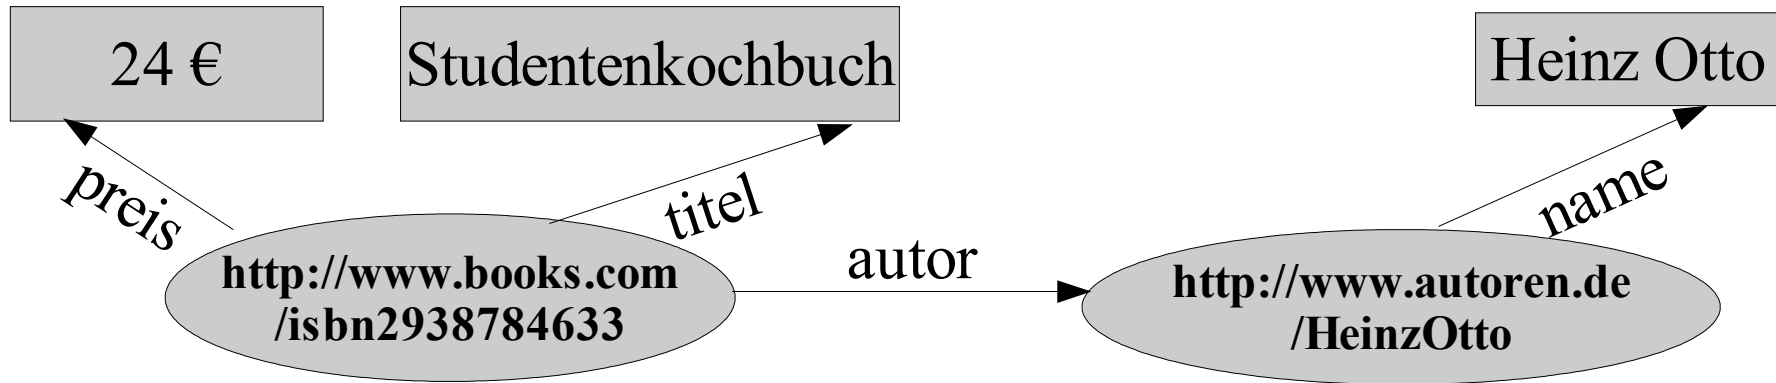 24 €
Studentenkochbuch
Heinz Otto
preis
titel
name
autor
http://www.books.com
/isbn2938784633
http://www.autoren.de
/HeinzOtto